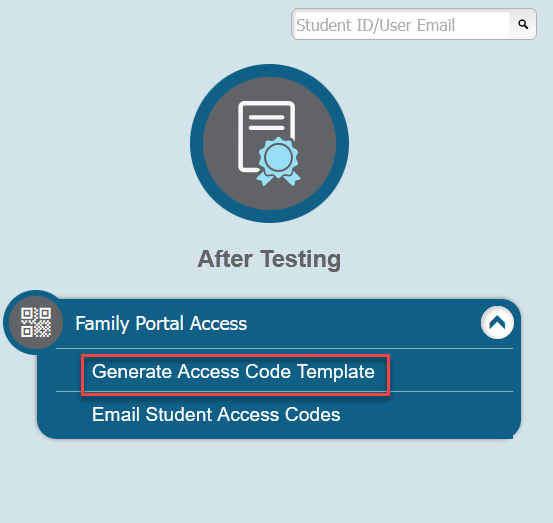 Student ID/User Email
After Testing
Family Portal Access
Generate Access Code Template
Email Student Access Codes